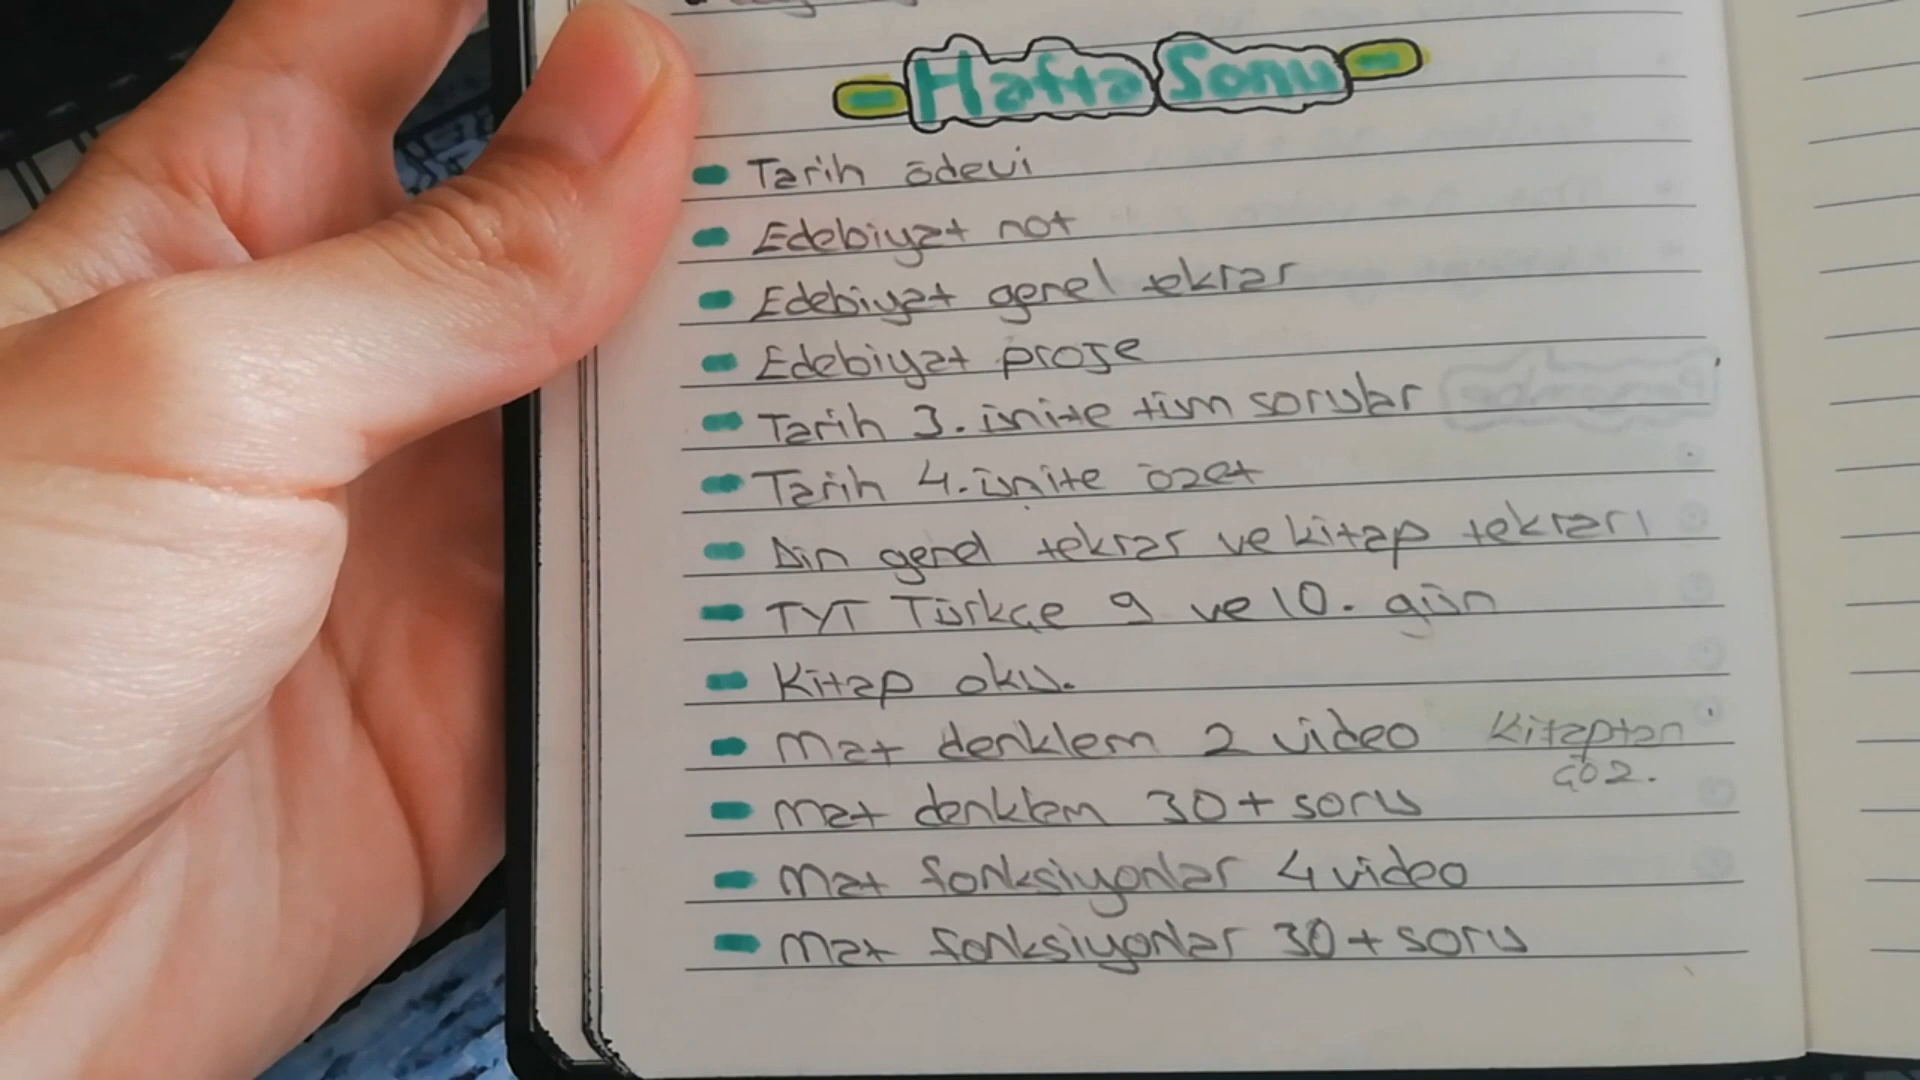 Hafta Sonu
Tarih ödevi
Edebiyat not
Edebiyat genel tekrar
Edebiyat proje
Tarih 3. ünite tüm sorular
Tarih 4. ünite özet
Din genel tekrar ve kitap tekrarı
TYT Türkçe 9 ve 10. gün
Kitap oku.
Mat denklem 2 video Kitaptan
çöz.
Mat denklem 30+ soru
Mat fonksiyonlar 4 video
Mat fonksiyonlar 30+ soru